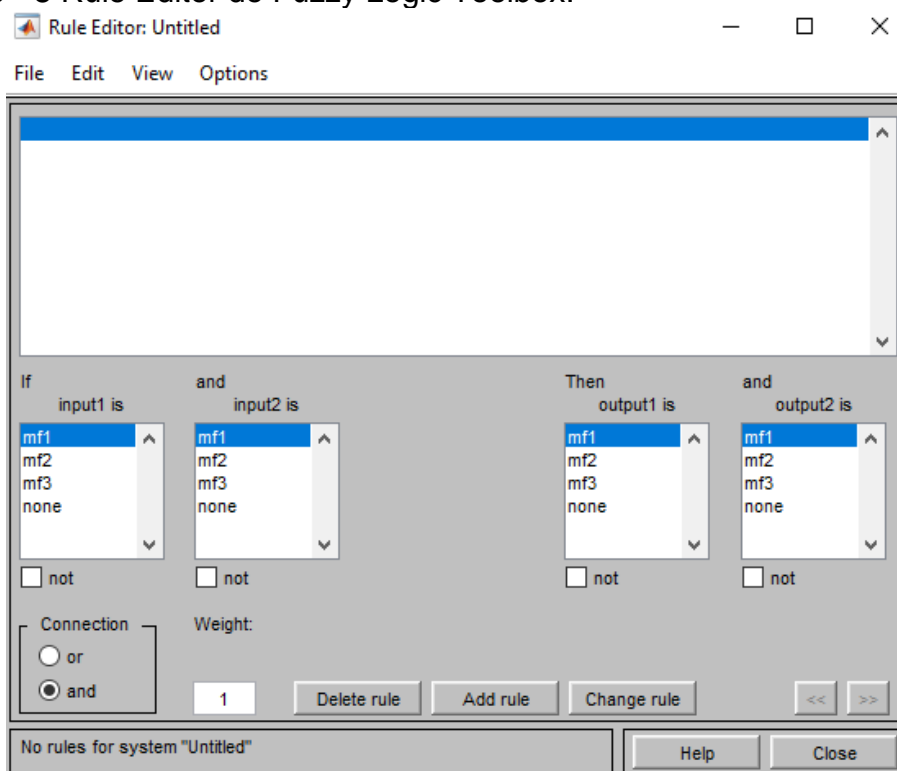 Rule Editor: Untitled
File Edit View Options
If and Then and
input1 is input2 is output1 is output2 is
mf1 mf1 mf1 mf1
mf2 mf2 mf2 mf2
mf3 mf3 mf3 mf3
none none none none
not not not not
Connection Weight:
or
and 1 Delete rule Add rule Change rule << >>
No rules for system "Untitled" Help Close